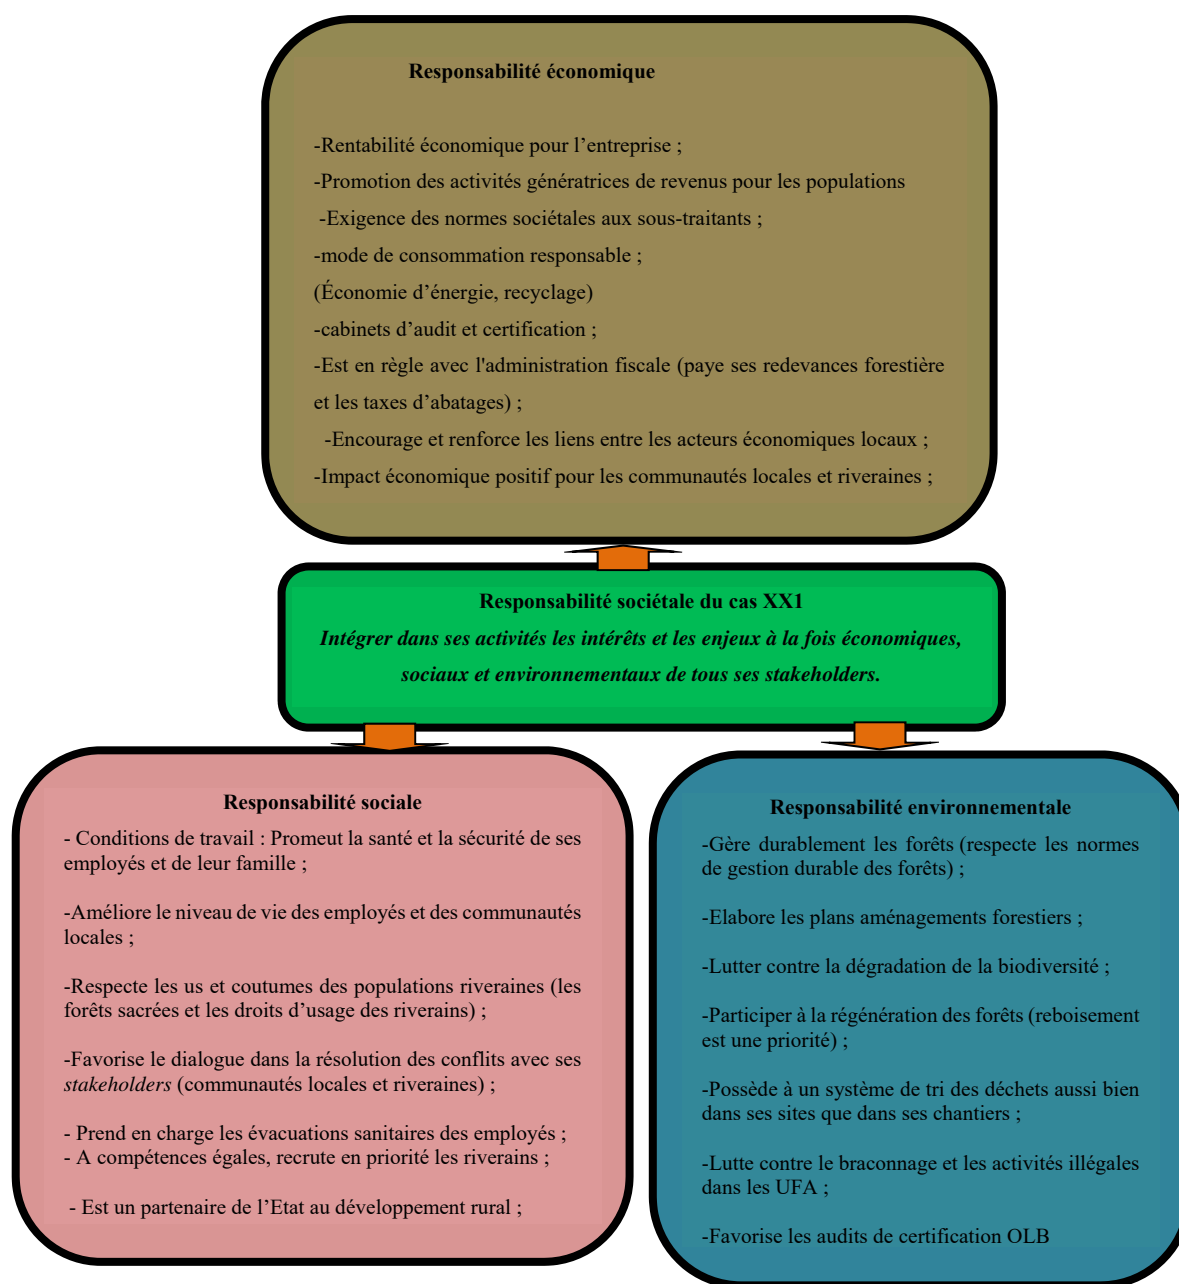 Responsabilité économique
-Rentabilité économique pour l’entreprise ;
-Promotion des activités génératrices de revenus pour les populations
-Exigence des normes sociétales aux sous-traitants ;
-mode de consommation responsable ;
(Économie d’énergie, recyclage)
-cabinets d’audit et certification ;
-Est en règle avec l'administration fiscale (paye ses redevances forestière
et les taxes d’abatages) ;
-Encourage et renforce les liens entre les acteurs économiques locaux ;
-Impact économique positif pour les communautés locales et riveraines ;
Responsabilité sociétale du cas XX1
Intégrer dans ses activités les intérêts et les enjeux à la fois économiques,
sociaux et environnementaux de tous ses stakeholders.
Responsabilité sociale
- Conditions de travail : Promeut la santé et la sécurité de ses
employés et de leur famille ;
-Améliore le niveau de vie des employés et des communautés
locales ;
-Respecte les us et coutumes des populations riveraines (les
forêts sacrées et les droits d’usage des riverains) ;
-Favorise le dialogue dans la résolution des conflits avec ses
stakeholders (communautés locales et riveraines) ;
- Prend en charge les évacuations sanitaires des employés ;
- A compétences égales, recrute en priorité les riverains ;
- Est un partenaire de l’Etat au développement rural ;
Responsabilité environnementale
-Gère durablement les forêts (respecte les normes
de gestion durable des forêts) ;
-Elabore les plans aménagements forestiers ;
-Lutter contre la dégradation de la biodiversité ;
-Participer à la régénération des forêts (reboisement
est une priorité) ;
-Possède à un système de tri des déchets aussi bien
dans ses sites que dans ses chantiers ;
-Lutte contre le braconnage et les activités illégales
dans les UFA ;
-Favorise les audits de certification OLB